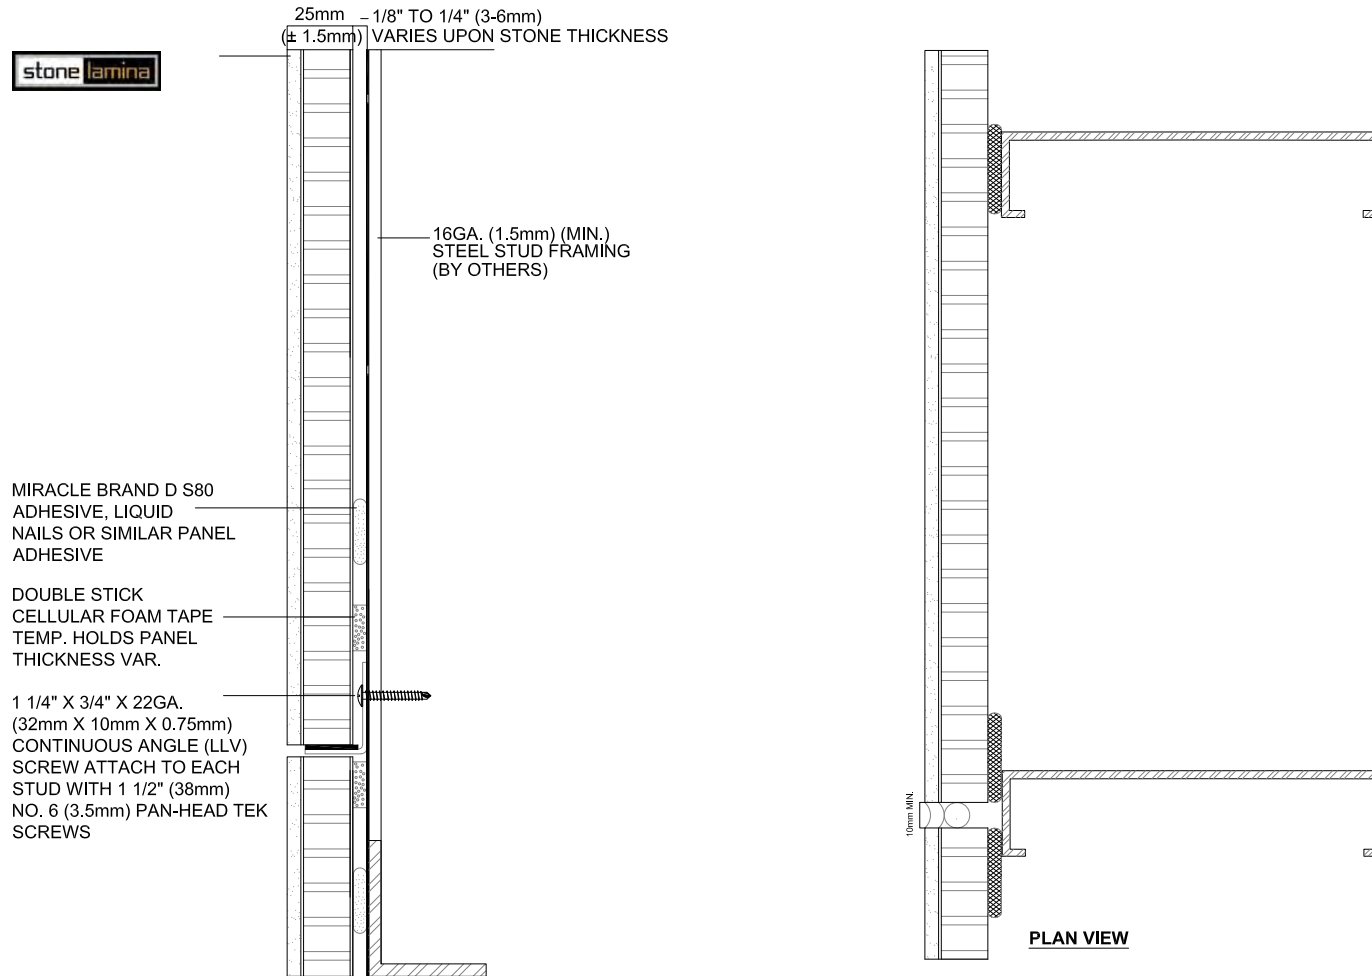 25mm
(± 1.5mm)
1/8" TO 1/4" (3-6mm)
VARIES UPON STONE THICKNESS
stone lamina
16GA. (1.5mm) (MIN.)
STEEL STUD FRAMING
(BY OTHERS)
MIRACLE BRAND D S80
ADHESIVE, LIQUID
NAILS OR SIMILAR PANEL
ADHESIVE
DOUBLE STICK
CELLULAR FOAM TAPE
TEMP. HOLDS PANEL
THICKNESS VAR.
1 1/4" X 3/4" X 22GA.
(32mm X 10mm X 0.75mm)
CONTINUOUS ANGLE (LLV)
SCREW ATTACH TO EACH
STUD WITH 1 1/2" (38mm)
NO. 6 (3.5mm) PAN-HEAD TEK
SCREWS
10mm MIN.
PLAN VIEW